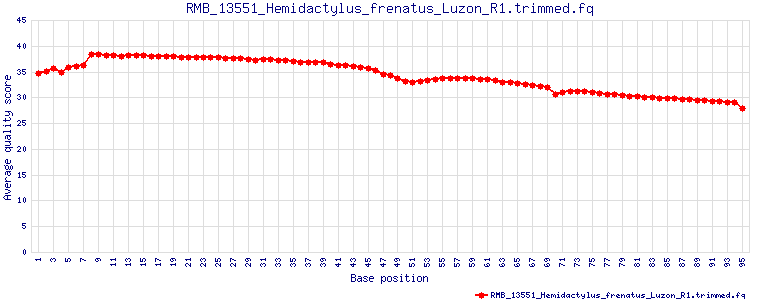 RMB_13551_Hemidactylus_frenatus_Luzon_R1.trimmed.fq
Average quality score
45
40
35
30
25
20
15
10
5
0
1 3 5 7 9 11 13 15 17 19 21 23 25 27 29 31 33 35 37 39 41 43 45 47 49 51 53 55 57 59 61 63 65 67 69 71 73 75 77 79 81 83 85 87 89 91 93 95
Base position
RMB_13551_Hemidactylus_frenatus_Luzon_R1.trimmed.fq